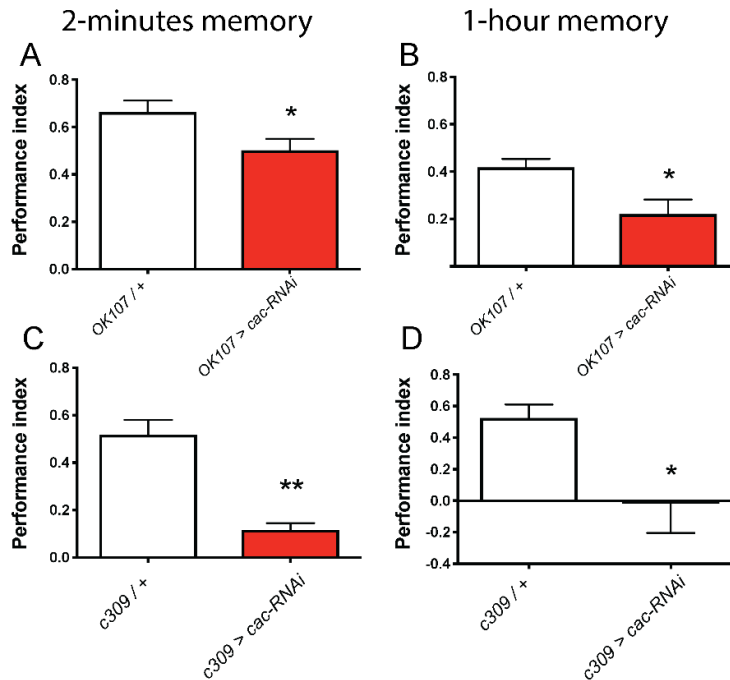 2-minutes memory
1-hour memory
A
Performance index
0.8
0.6
0.4
0.2
0.0
*
OK107 / +
OK107 > cac-RNAi
B
Performance index
0.8
0.6
0.4
0.2
*
OK107 / +
OK107 > cac-RNAi
C
Performance index
0.8
0.6
0.4
0.2
0.0
**
c309 / +
c309 > cac-RNAi
D
Performance index
0.8
0.6
0.4
0.2
0.0
-0.2
-0.4
*
c309 / +
c309 > cac-RNAi